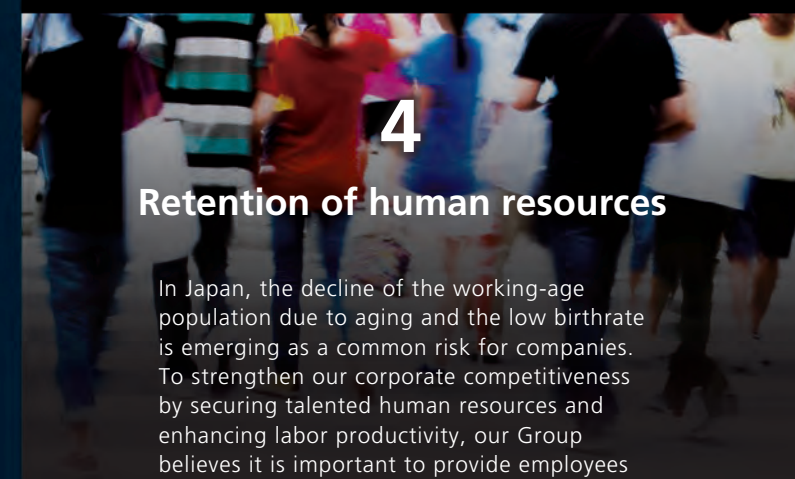 4
Retention of human resources
In Japan, the decline of the working-age
population due to aging and the low birthrate
is emerging as a common risk for companies.
To strengthen our corporate competitiveness
by securing talented human resources and
enhancing labor productivity, our Group
believes it is important to provide employees